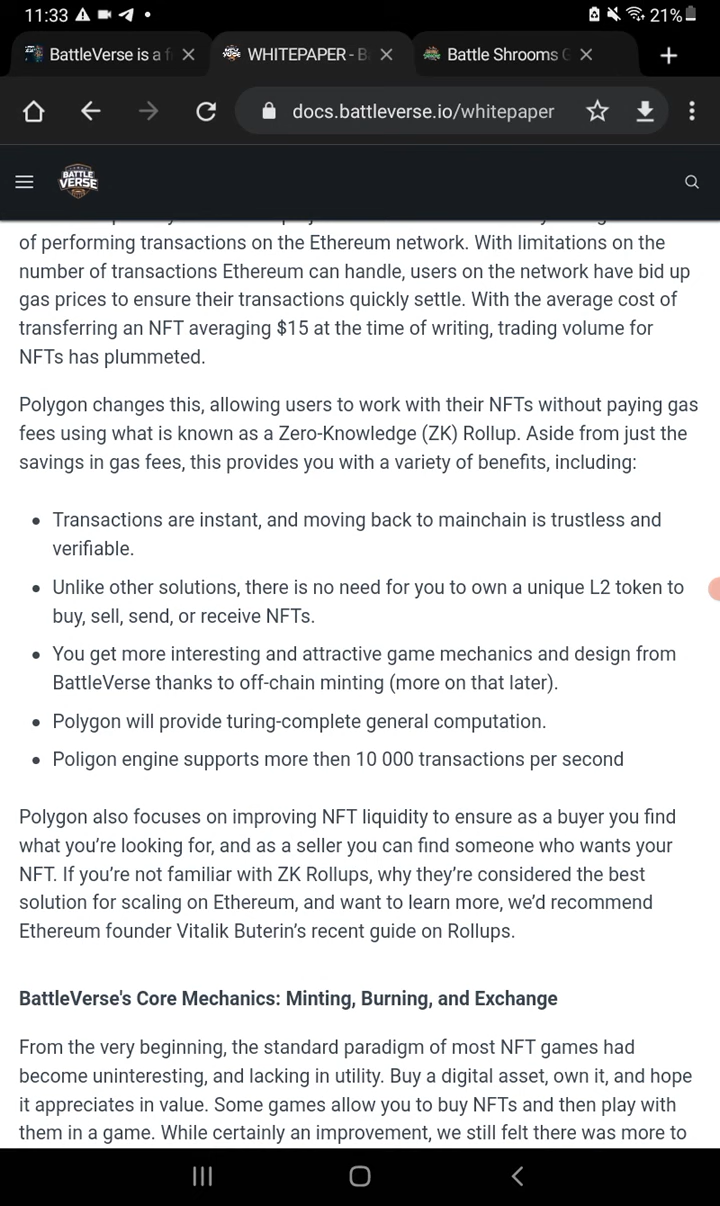 11:33
21%
BattleVerse is a f
WHITEPAPER - B
Battle Shrooms G
docs.battleverse.io/whitepaper
BATTLE
VERSE
of performing transactions on the Ethereum network. With limitations on the
number of transactions Ethereum can handle, users on the network have bid up
gas prices to ensure their transactions quickly settle. With the average cost of
transferring an NFT averaging $15 at the time of writing, trading volume for
NFTs has plummeted.
Polygon changes this, allowing users to work with their NFTs without paying gas
fees using what is known as a Zero-Knowledge (ZK) Rollup. Aside from just the
savings in gas fees, this provides you with a variety of benefits, including:
• Transactions are instant, and moving back to mainchain is trustless and
verifiable.
• Unlike other solutions, there is no need for you to own a unique L2 token to
buy, sell, send, or receive NFTs.
• You get more interesting and attractive game mechanics and design from
BattleVerse thanks to off-chain minting (more on that later).
• Polygon will provide turing-complete general computation.
• Poligon engine supports more then 10 000 transactions per second
Polygon also focuses on improving NFT liquidity to ensure as a buyer you find
what you're looking for, and as a seller you can find someone who wants your
NFT. If you're not familiar with ZK Rollups, why they're considered the best
solution for scaling on Ethereum, and want to learn more, we'd recommend
Ethereum founder Vitalik Buterin's recent guide on Rollups.
BattleVerse's Core Mechanics: Minting, Burning, and Exchange
From the very beginning, the standard paradigm of most NFT games had
become uninteresting, and lacking in utility. Buy a digital asset, own it, and hope
it appreciates in value. Some games allow you to buy NFTs and then play with
them in a game. While certainly an improvement, we still felt there was more to